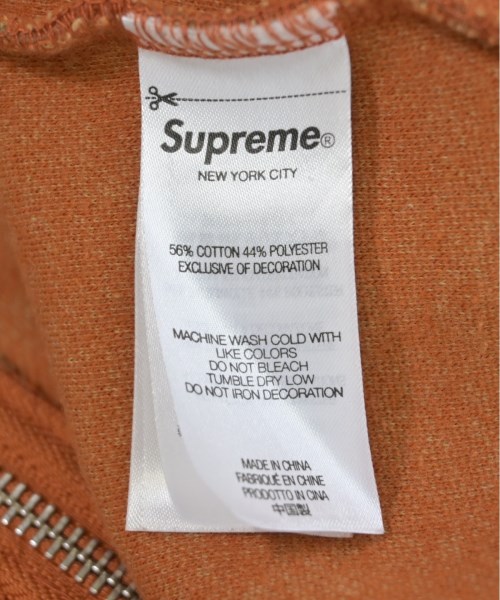 Supreme®
NEW YORK CITY
56% COTTON 44% POLYESTER
EXCLUSIVE OF DECORATION
MACHINE WASH COLD WITH
LIKE COLORS
DO NOT BLEACH
TUMBLE DRY LOW
DO NOT IRON DECORATION
MADE IN CHINA
FABRIQUÉ EN CHINE
PRODOTTO IN CINA
中国製